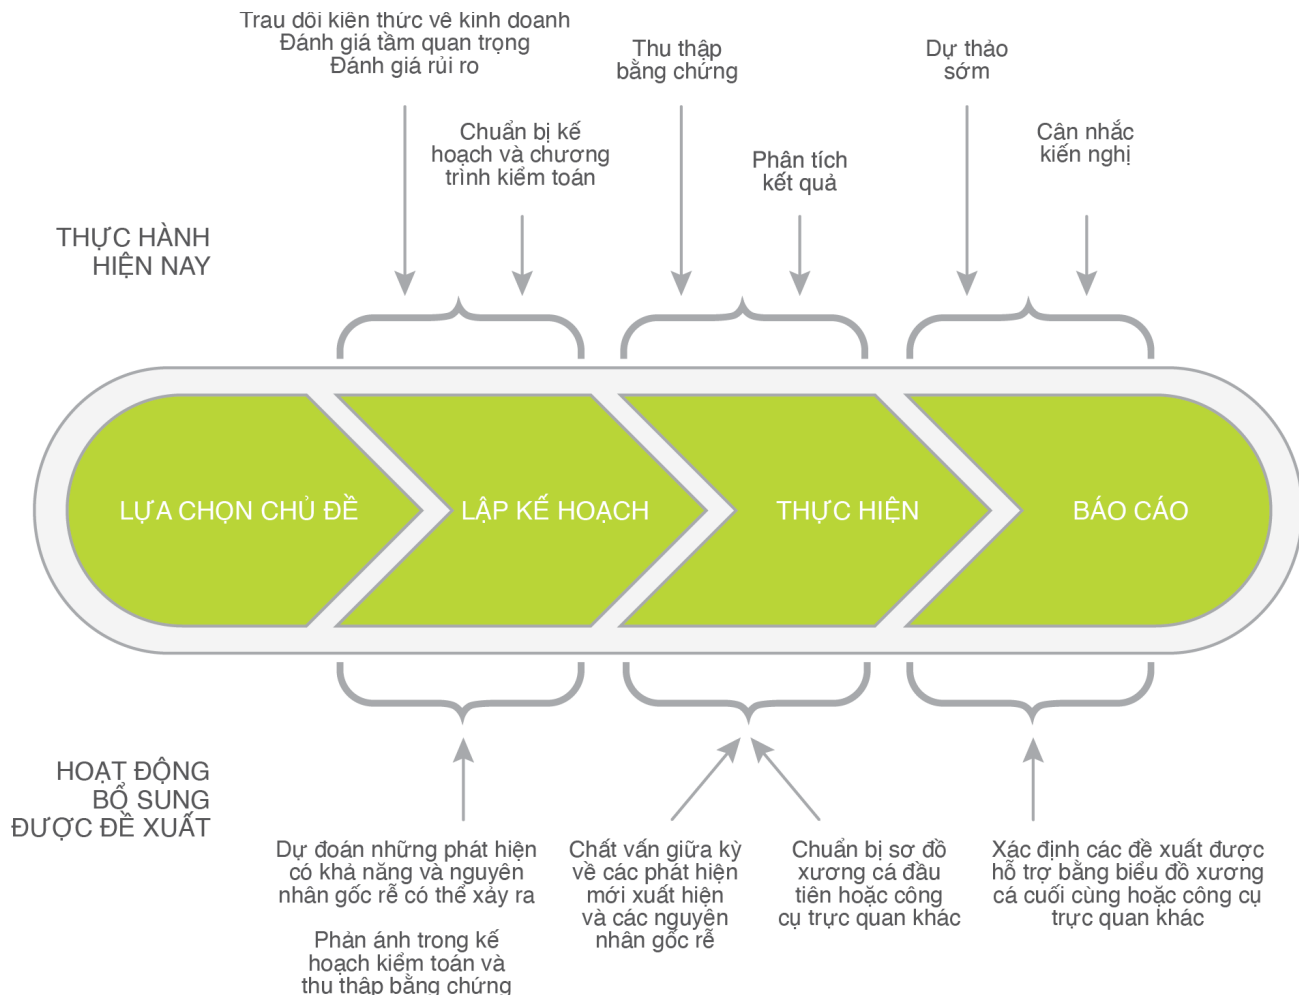 Trau dồi kiến thức về kinh doanh
Đánh giá tầm quan trọng
Đánh giá rủi ro
Chuẩn bị kế
hoạch và chương
trình kiểm toán
Thu thập
bằng chứng
Phân tích
kết quả
Dự thảo
sớm
Cân nhắc
kiến nghị
THỰC HÀNH
HIỆN NAY
LỰA CHỌN CHỦ ĐỀ
LẬP KẾ HOẠCH
THỰC HIỆN
BÁO CÁO
HOẠT ĐỘNG
BỔ SUNG
ĐƯỢC ĐỀ XUẤT
Dự đoán những phát hiện
có khả năng và nguyên
nhân gốc rễ có thể xảy ra
Phản ánh trong kế
hoạch kiểm toán và
thu thập bằng chứng
Chất vấn giữa kỳ
về các phát hiện
mới xuất hiện
và các nguyên
nhân gốc rễ
Chuẩn bị sơ đồ
xương cá đầu
tiên hoặc công
cụ trực quan khác
Xác định các đề xuất được
hỗ trợ bằng biểu đồ xương
cá cuối cùng hoặc công cụ
trực quan khác